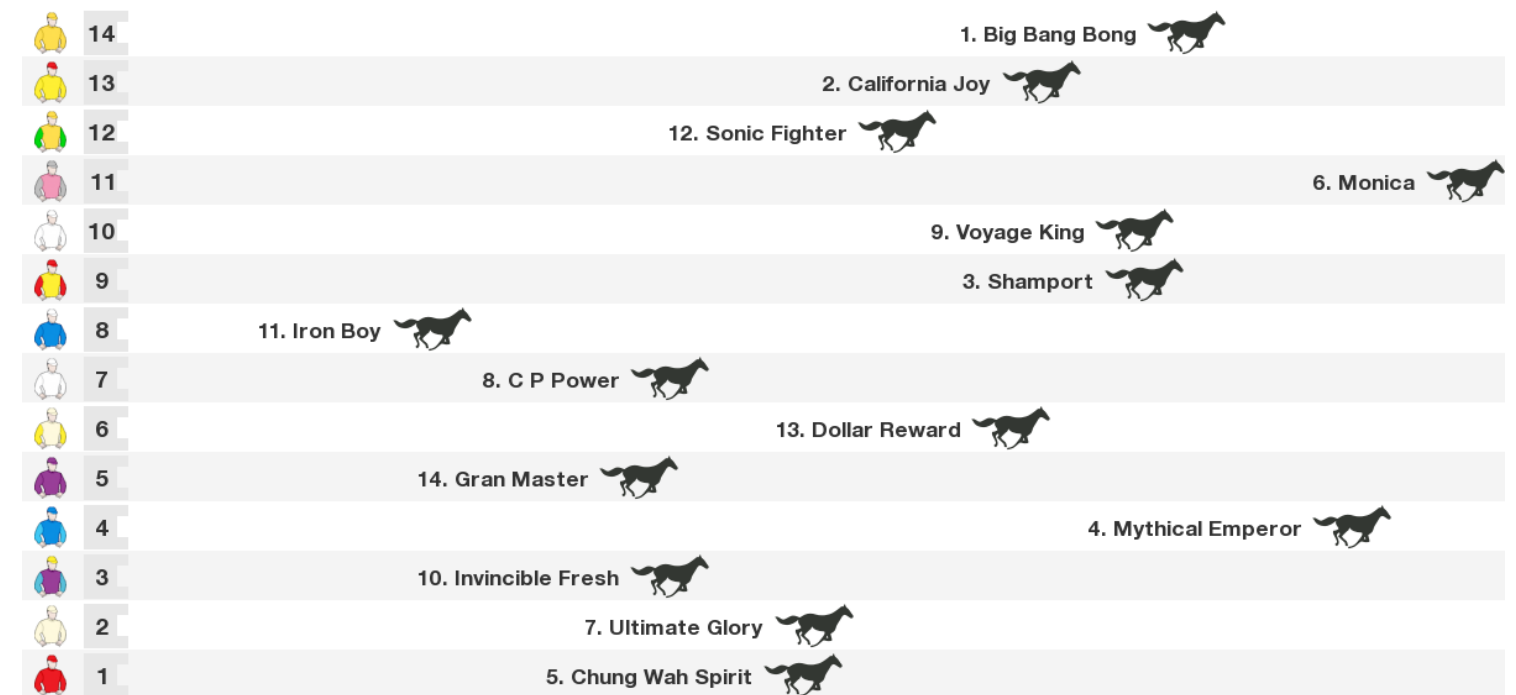 14 1. Big Bang Bong
13 2. California Joy
12 12. Sonic Fighter
11 6. Monica
10 9. Voyage King
9 3. Shamport
8 11. Iron Boy
7 8. C P Power
6 13. Dollar Reward
5 14. Gran Master
4 4. Mythical Emperor
3 10. Invincible Fresh
2 7. Ultimate Glory
1 5. Chung Wah Spirit